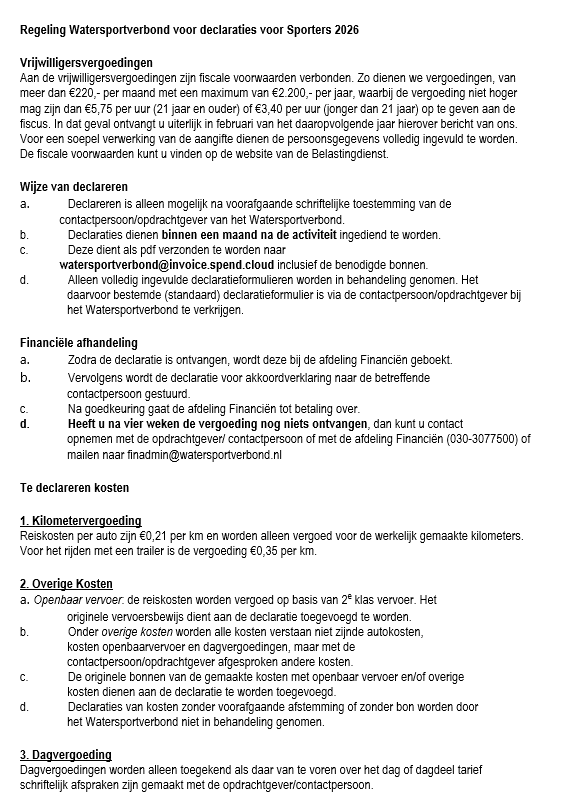 Regeling Watersportverbond voor declaraties voor Sporters 2026
Vrijwilligersvergoedingen
Aan de vrijwilligersvergoedingen zijn fiscale voorwaarden verbonden. Zo dienen we vergoedingen, van
meer dan €220,- per maand met een maximum van €2.200,- per jaar, waarbij de vergoeding niet hoger
mag zijn dan €5,75 per uur (21 jaar en ouder) of €3,40 per uur (jonger dan 21 jaar) op te geven aan de
fiscus. In dat geval ontvangt u uiterlijk in februari van het daaropvolgende jaar hierover bericht van ons.
Voor een soepel verwerking van de aangifte dienen de persoonsgegevens volledig ingevuld te worden.
De fiscale voorwaarden kunt u vinden op de website van de Belastingdienst.
Wijze van declareren
a. Declareren is alleen mogelijk na voorafgaande schriftelijke toestemming van de
contactpersoon/opdrachtgever van het Watersportverbond.
b. Declaraties dienen binnen een maand na de activiteit ingediend te worden.
c. Deze dient als pdf verzonden te worden naar
watersportverbond@invoice.spend.cloud inclusief de benodigde bonnen.
d. Alleen volledig ingevulde declaratieformulieren worden in behandeling genomen. Het
daarvoor bestemde (standaard) declaratieformulier is via de contactpersoon/opdrachtgever bij
het Watersportverbond te verkrijgen.
Financiële afhandeling
a. Zodra de declaratie is ontvangen, wordt deze bij de afdeling Financiën geboekt.
b. Vervolgens wordt de declaratie voor akkoordverklaring naar de betreffende
contactpersoon gestuurd.
c. Na goedkeuring gaat de afdeling Financiën tot betaling over.
d. Heeft u na vier weken de vergoeding nog niets ontvangen, dan kunt u contact
opnemen met de opdrachtgever/ contactpersoon of met de afdeling Financiën (030-3077500) of
mailen naar finadmin@watersportverbond.nl
Te declareren kosten
1. Kilometervergoeding
Reiskosten per auto zijn €0,21 per km en worden alleen vergoed voor de werkelijk gemaakte kilometers.
Voor het rijden met een trailer is de vergoeding €0,35 per km.
2. Overige Kosten
a. Openbaar vervoer: de reiskosten worden vergoed op basis van 2e klas vervoer. Het
originele vervoersbewijs dient aan de declaratie toegevoegd te worden.
b. Onder overige kosten worden alle kosten verstaan niet zijnde autokosten,
kosten openbaarvervoer en dagvergoedingen, maar met de
contactpersoon/opdrachtgever afgesproken andere kosten.
c. De originele bonnen van de gemaakte kosten met openbaar vervoer en/of overige
kosten dienen aan de declaratie te worden toegevoegd.
d. Declaraties van kosten zonder voorafgaande afstemming of zonder bon worden door
het Watersportverbond niet in behandeling genomen.
3. Dagvergoeding
Dagvergoedingen worden alleen toegekend als daar van te voren over het dag of dagdeel tarief
schriftelijk afspraken zijn gemaakt met de opdrachtgever/contactpersoon.